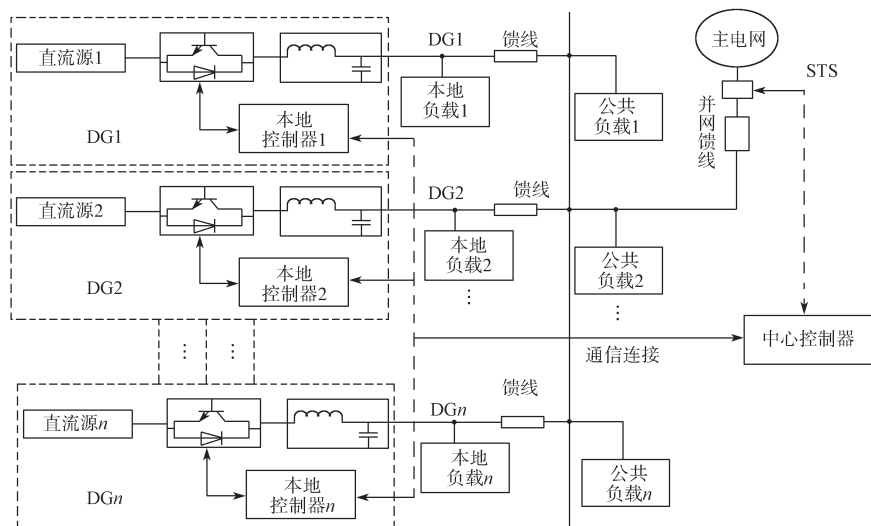 直流源1
本地
控制器1
DG1
DG1
馈线
本地
负载1
公共
负载1
主电网
STS
并网馈线
直流源2
本地
控制器2
DG2
DG2
馈线
本地
负载2
⋮
公共
负载2
⋮
⋮
⋮
通信连接
中心控制器
直流源n
本地
控制器n
DGn
DGn
馈线
本地
负载n
公共
负载n